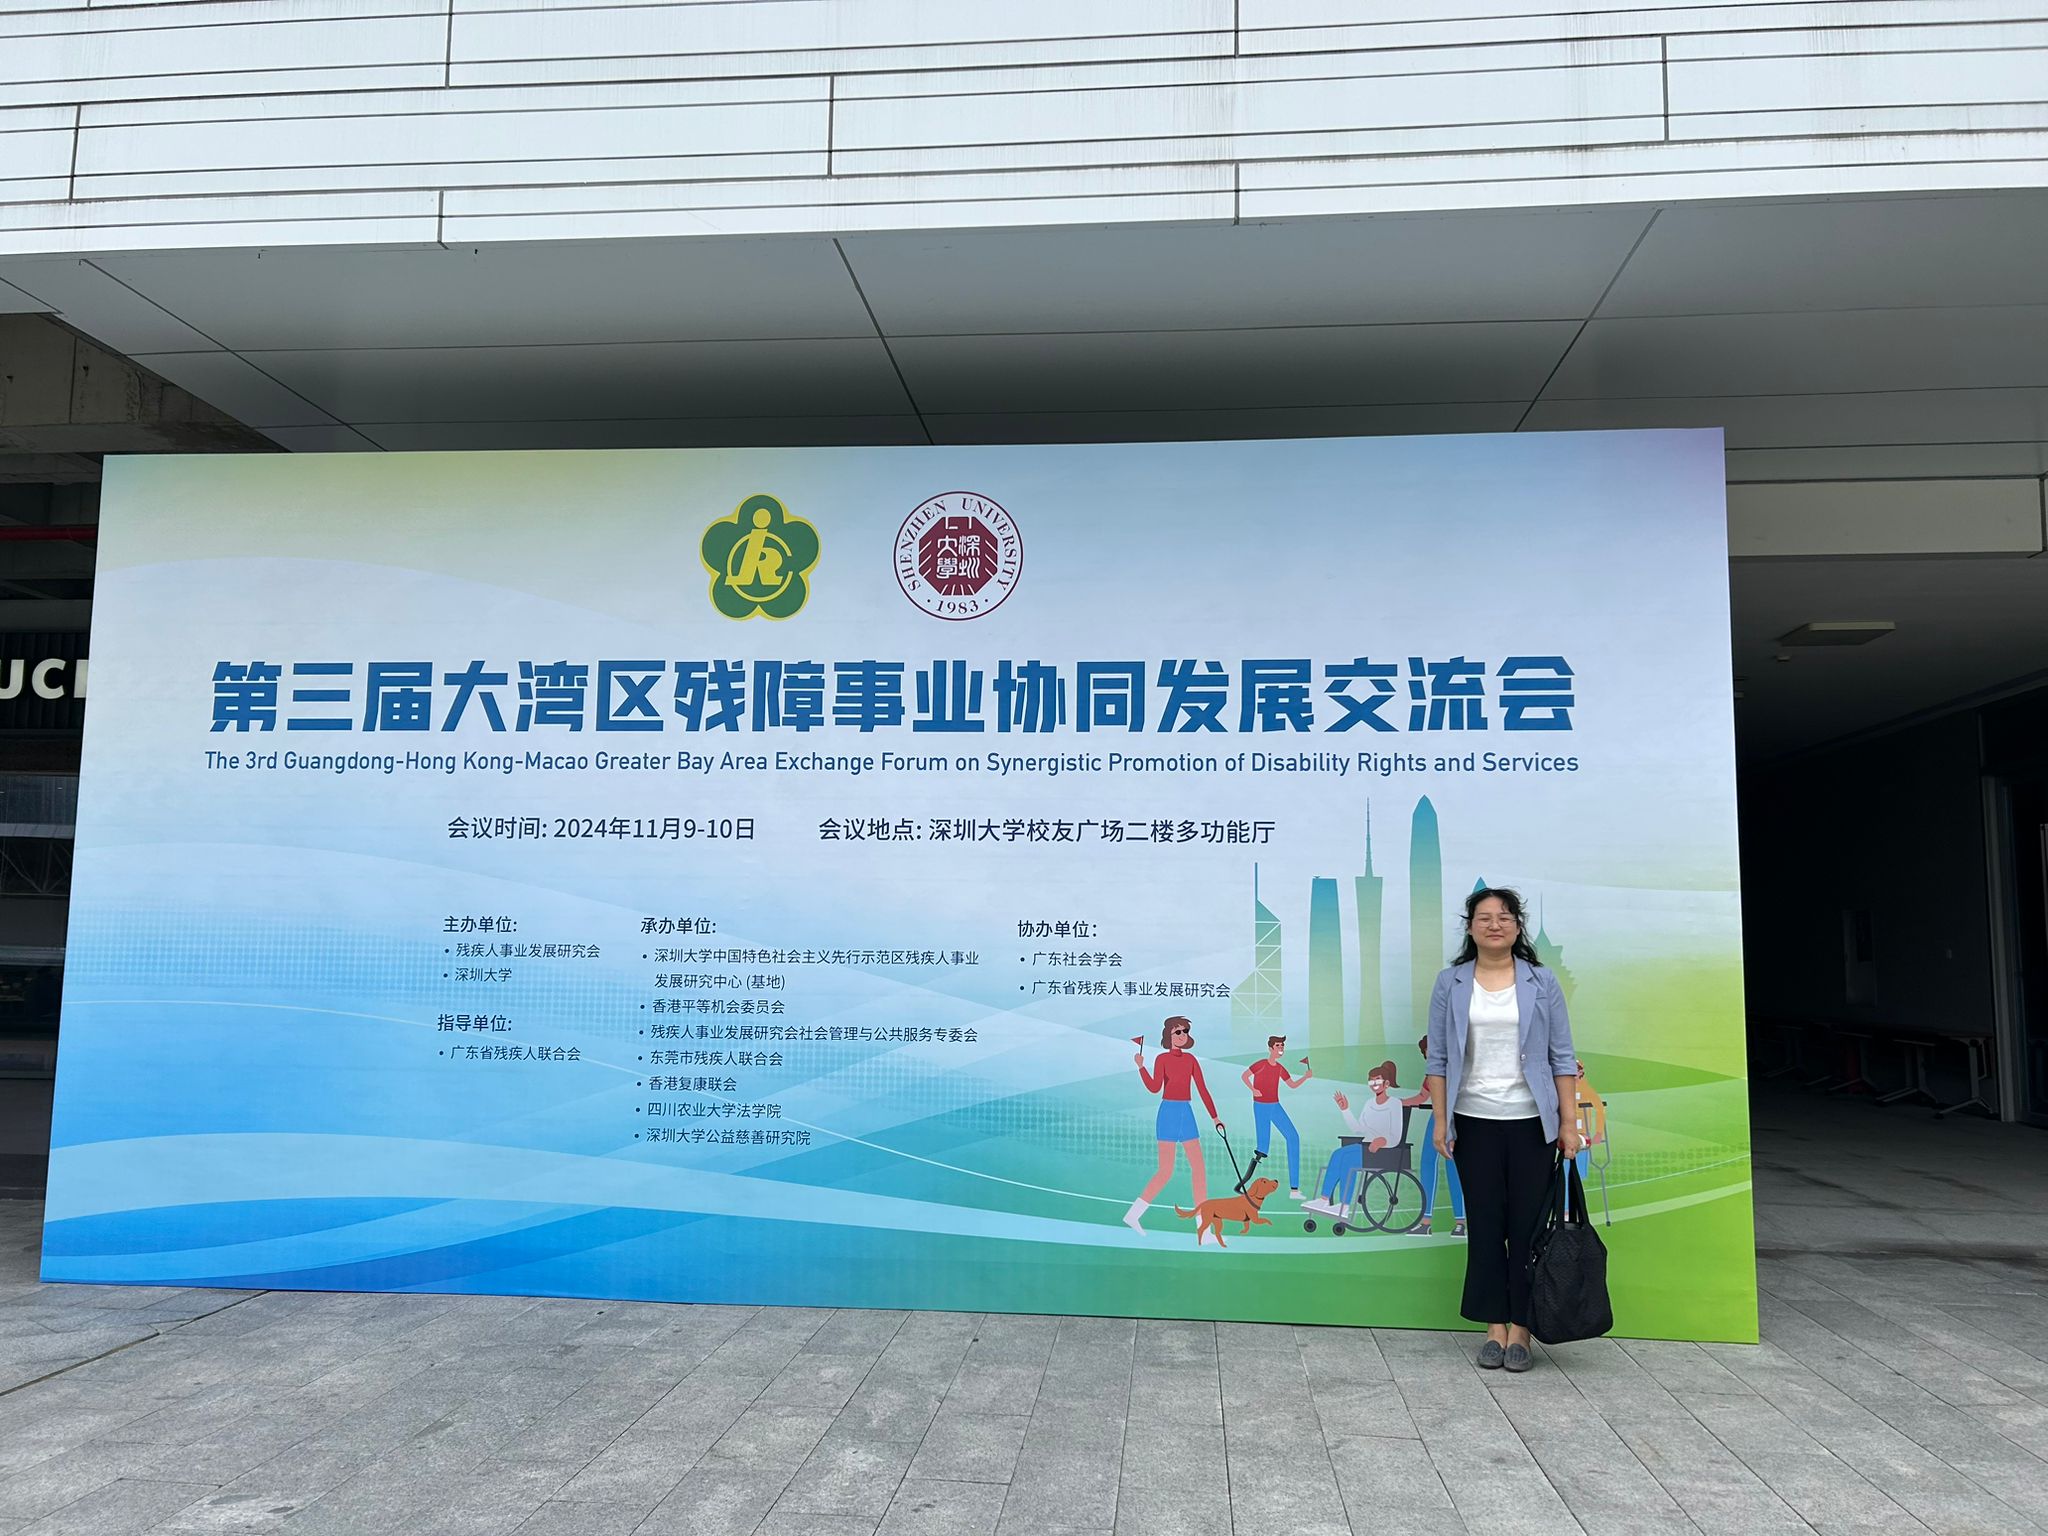 UCK
SHENZHEN UNIVERSITY
深圳
大學
·1983·
第三届大湾区残障事业协同发展交流会
The 3rd Guangdong-Hong Kong-Macao Greater Bay Area Exchange Forum on Synergistic Promotion of Disability Rights and Services
会议时间: 2024年11月9-10日 会议地点: 深圳大学校友广场二楼多功能厅
主办单位:
• 残疾人事业发展研究会
• 深圳大学
指导单位:
• 广东省残疾人联合会
承办单位:
• 深圳大学中国特色社会主义先行示范区残疾人事业
发展研究中心 (基地)
• 香港平等机会委员会
• 残疾人事业发展研究会社会管理与公共服务专委会
• 东莞市残疾人联合会
• 香港复康联会
• 四川农业大学法学院
• 深圳大学公益慈善研究院
协办单位:
• 广东社会学会
• 广东省残疾人事业发展研究会